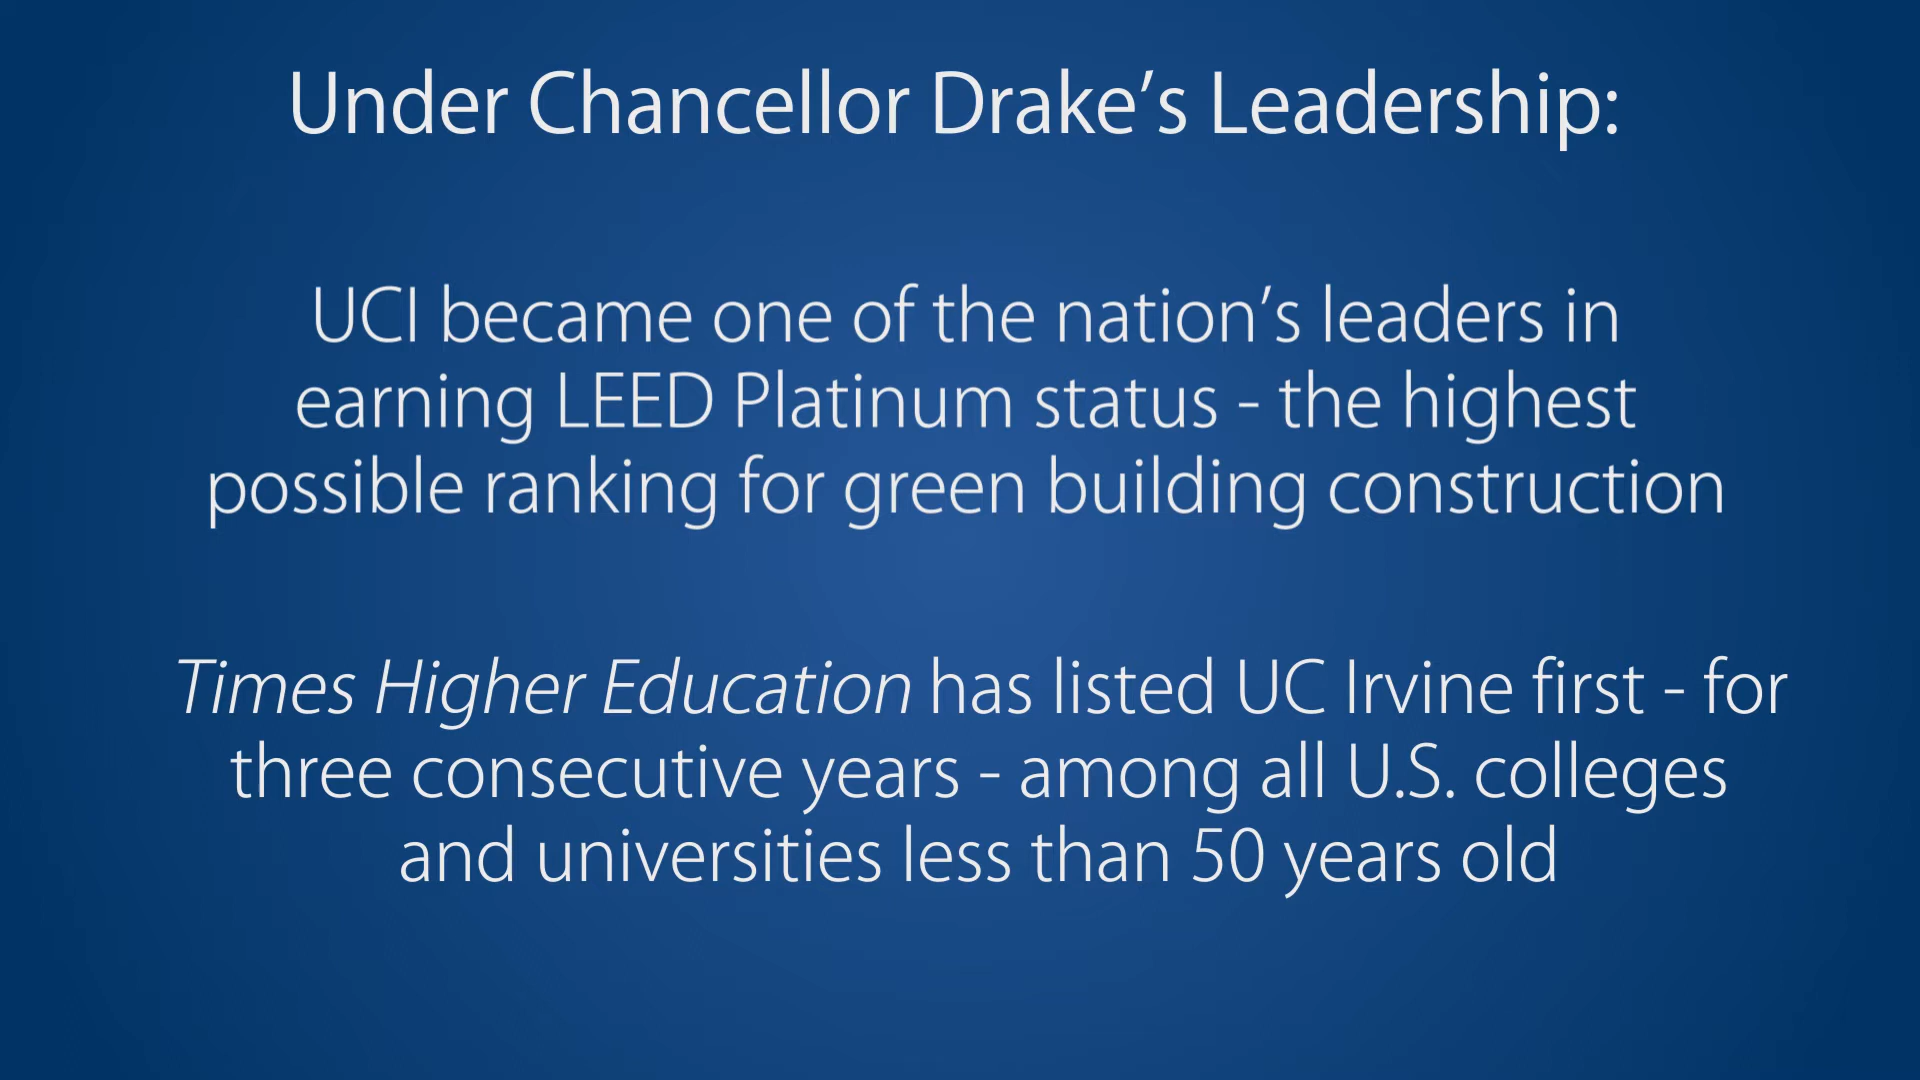 Under Chancellor Drake’s Leadership:
UCI became one of the nation’s leaders in
earning LEED Platinum status - the highest
possible ranking for green building construction
Times Higher Education has listed UC Irvine first - for
three consecutive years - among all U.S. colleges
and universities less than 50 years old